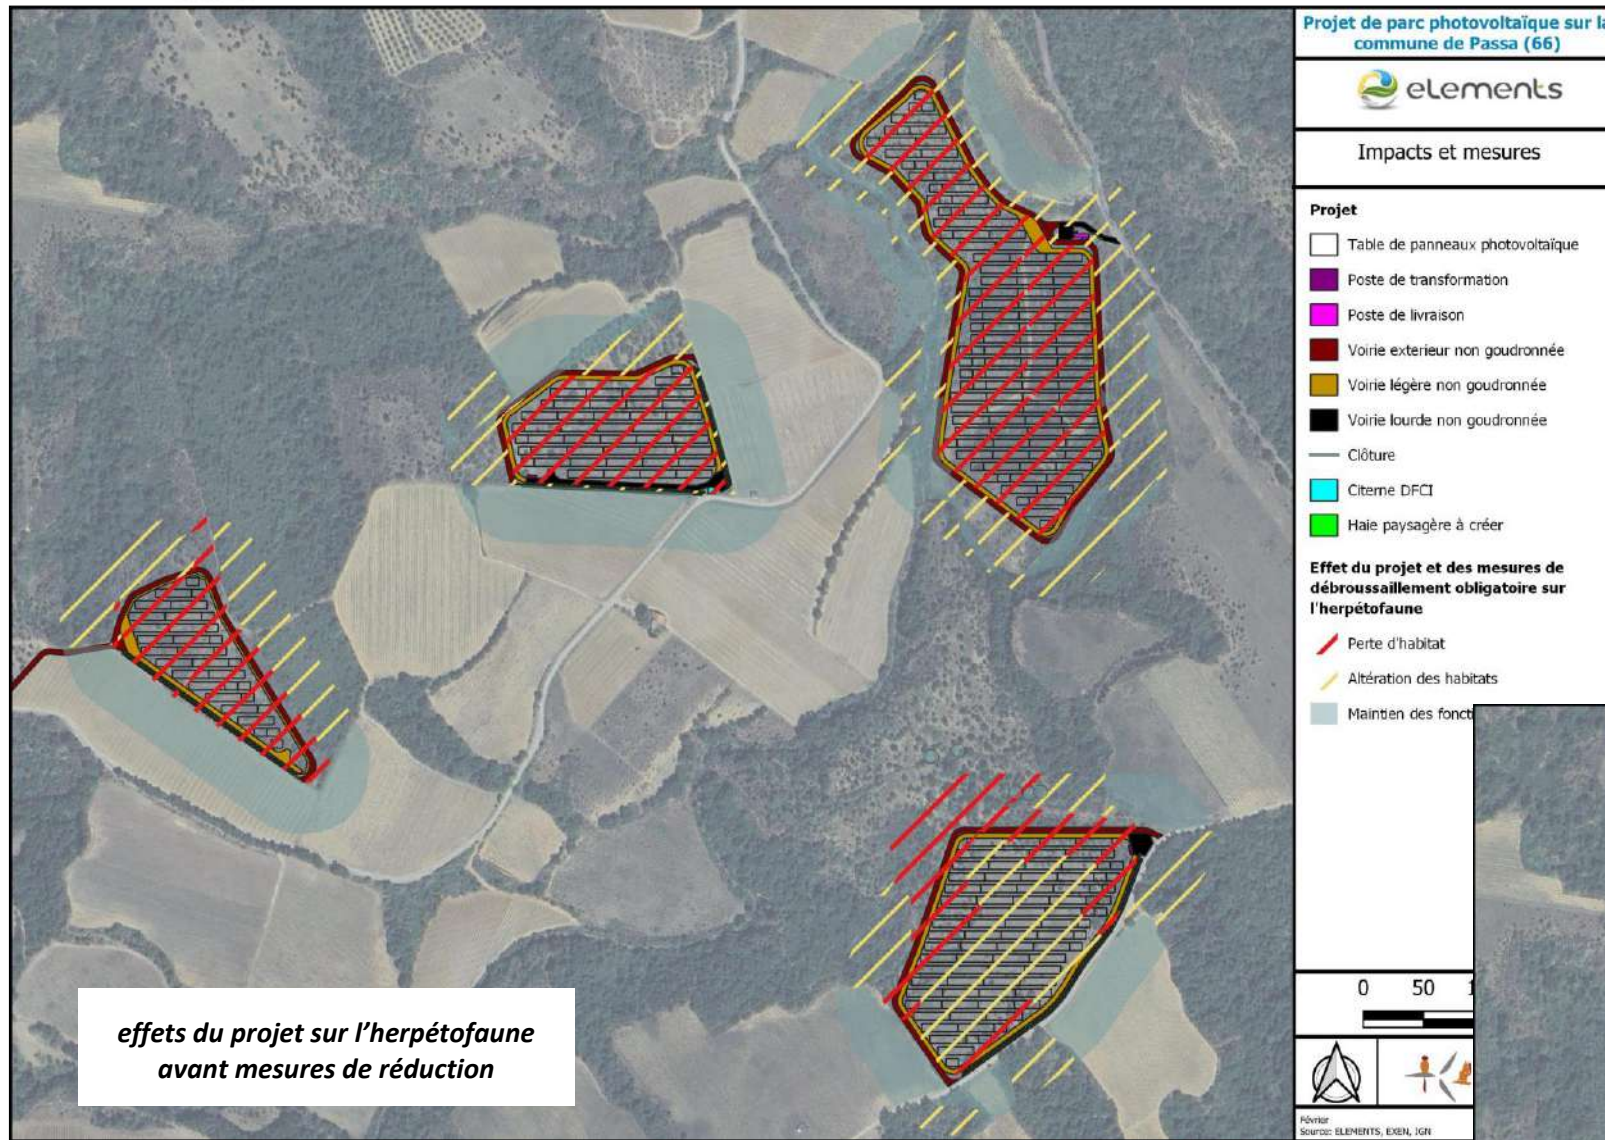 Projet de parc photovoltaïque sur la
commune de Passa (66)
elements
Impacts et mesures
Projet
Table de panneaux photovoltaïque
Poste de transformation
Poste de livraison
Voirie exterieur non goudronnée
Voirie légère non goudronnée
Voirie lourde non goudronnée
Clôture
Citerne DFCI
Haie paysagère à créer
Effet du projet et des mesures de
débroussaillement obligatoire sur
l'herpétofaune
Perte d'habitat
Altération des habitats
Maintien des foncti
0 50 1
Février
Source: ELEMENTS, EXEN, IGN
effets du projet sur l'herpétofaune
avant mesures de réduction